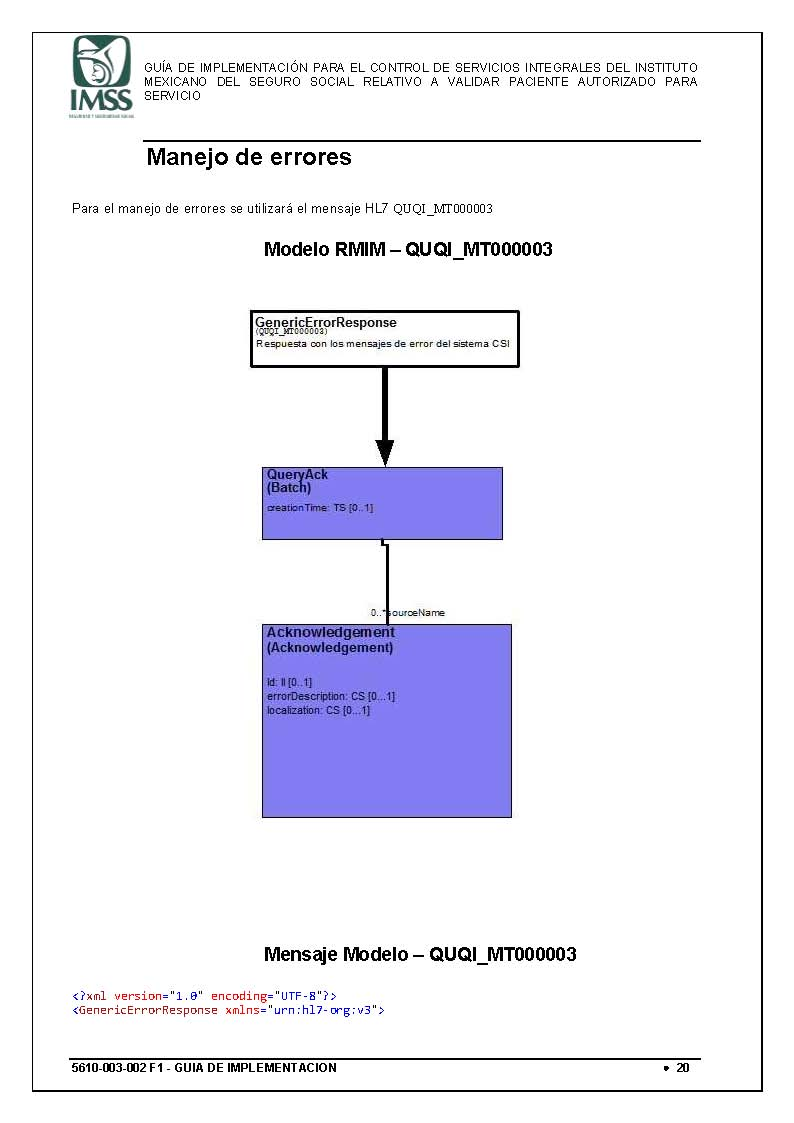 GUÍA DE IMPLEMENTACIÓN PARA EL CONTROL DE SERVICIOS INTEGRALES DEL INSTITUTO
MEXICANO DEL SEGURO SOCIAL RELATIVO A VALIDAR PACIENTE AUTORIZADO PARA
SERVICIO
IMSS
Manejo de errores
Para el manejo de errores se utilizará el mensaje HL7 QUQI_MT000003
Modelo RMIM – QUQI_MT000003
GenericErrorResponse
(QUQI_MT000003)
Respuesta con los mensajes de error del sistema CSI
QueryAck
(Batch)
creationTime: TS [0..1]
0..*sourceName
Acknowledgement
(Acknowledgement)
Id: II [0..1]
errorDescription: CS [0...1]
localization: CS [0...1]
Mensaje Modelo – QUQI_MT000003
<?xml version="1.0" encoding="UTF-8"?>
<GenericErrorResponse xmlns="urn:hl7-org:v3">
5610-003-002 F1 - GUIA DE IMPLEMENTACION • 20